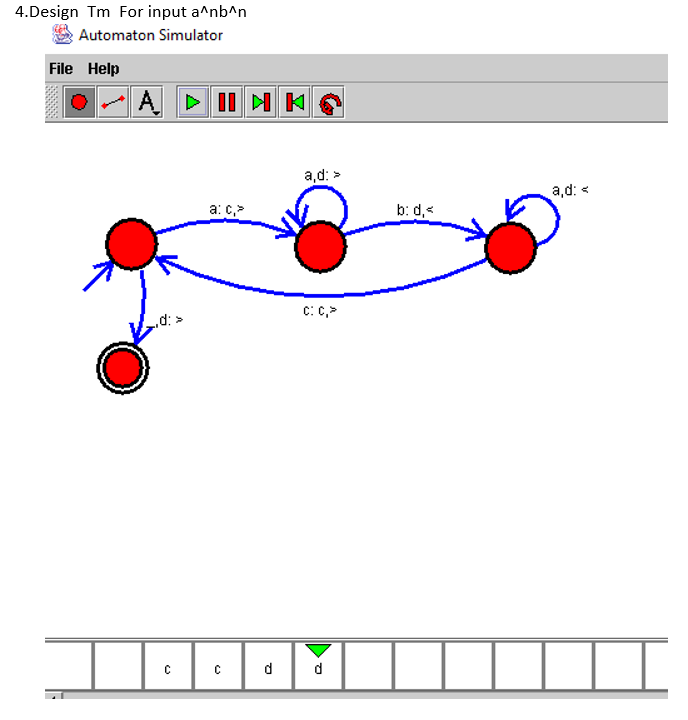 4.Design Tm For input a^nb^n
Automaton Simulator
File Help
A
a,d: >
a,d: <
a: c,>
b: d,<
c: c,>
_,d: >
c c d d